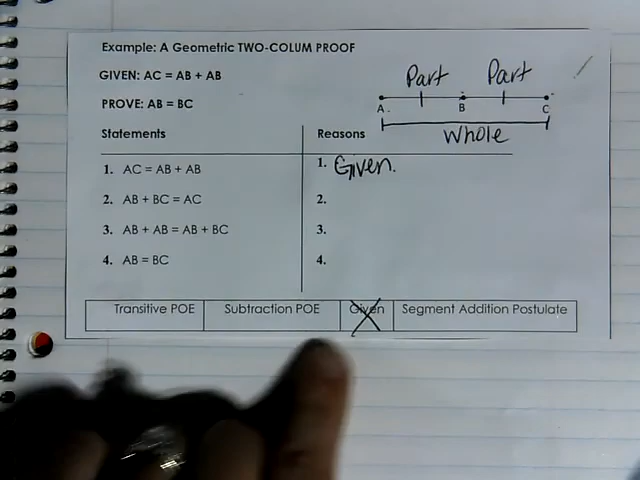 Example: A Geometric TWO-COLUM PROOF
GIVEN: AC = AB + AB
PROVE: AB = BC
Part Part
A. B C
Whole
Statements Reasons
1. AC = AB + AB 1. Given.
2. AB + BC = AC 2.
3. AB + AB = AB + BC 3.
4. AB = BC 4.
Transitive POE Subtraction POE Given Segment Addition Postulate